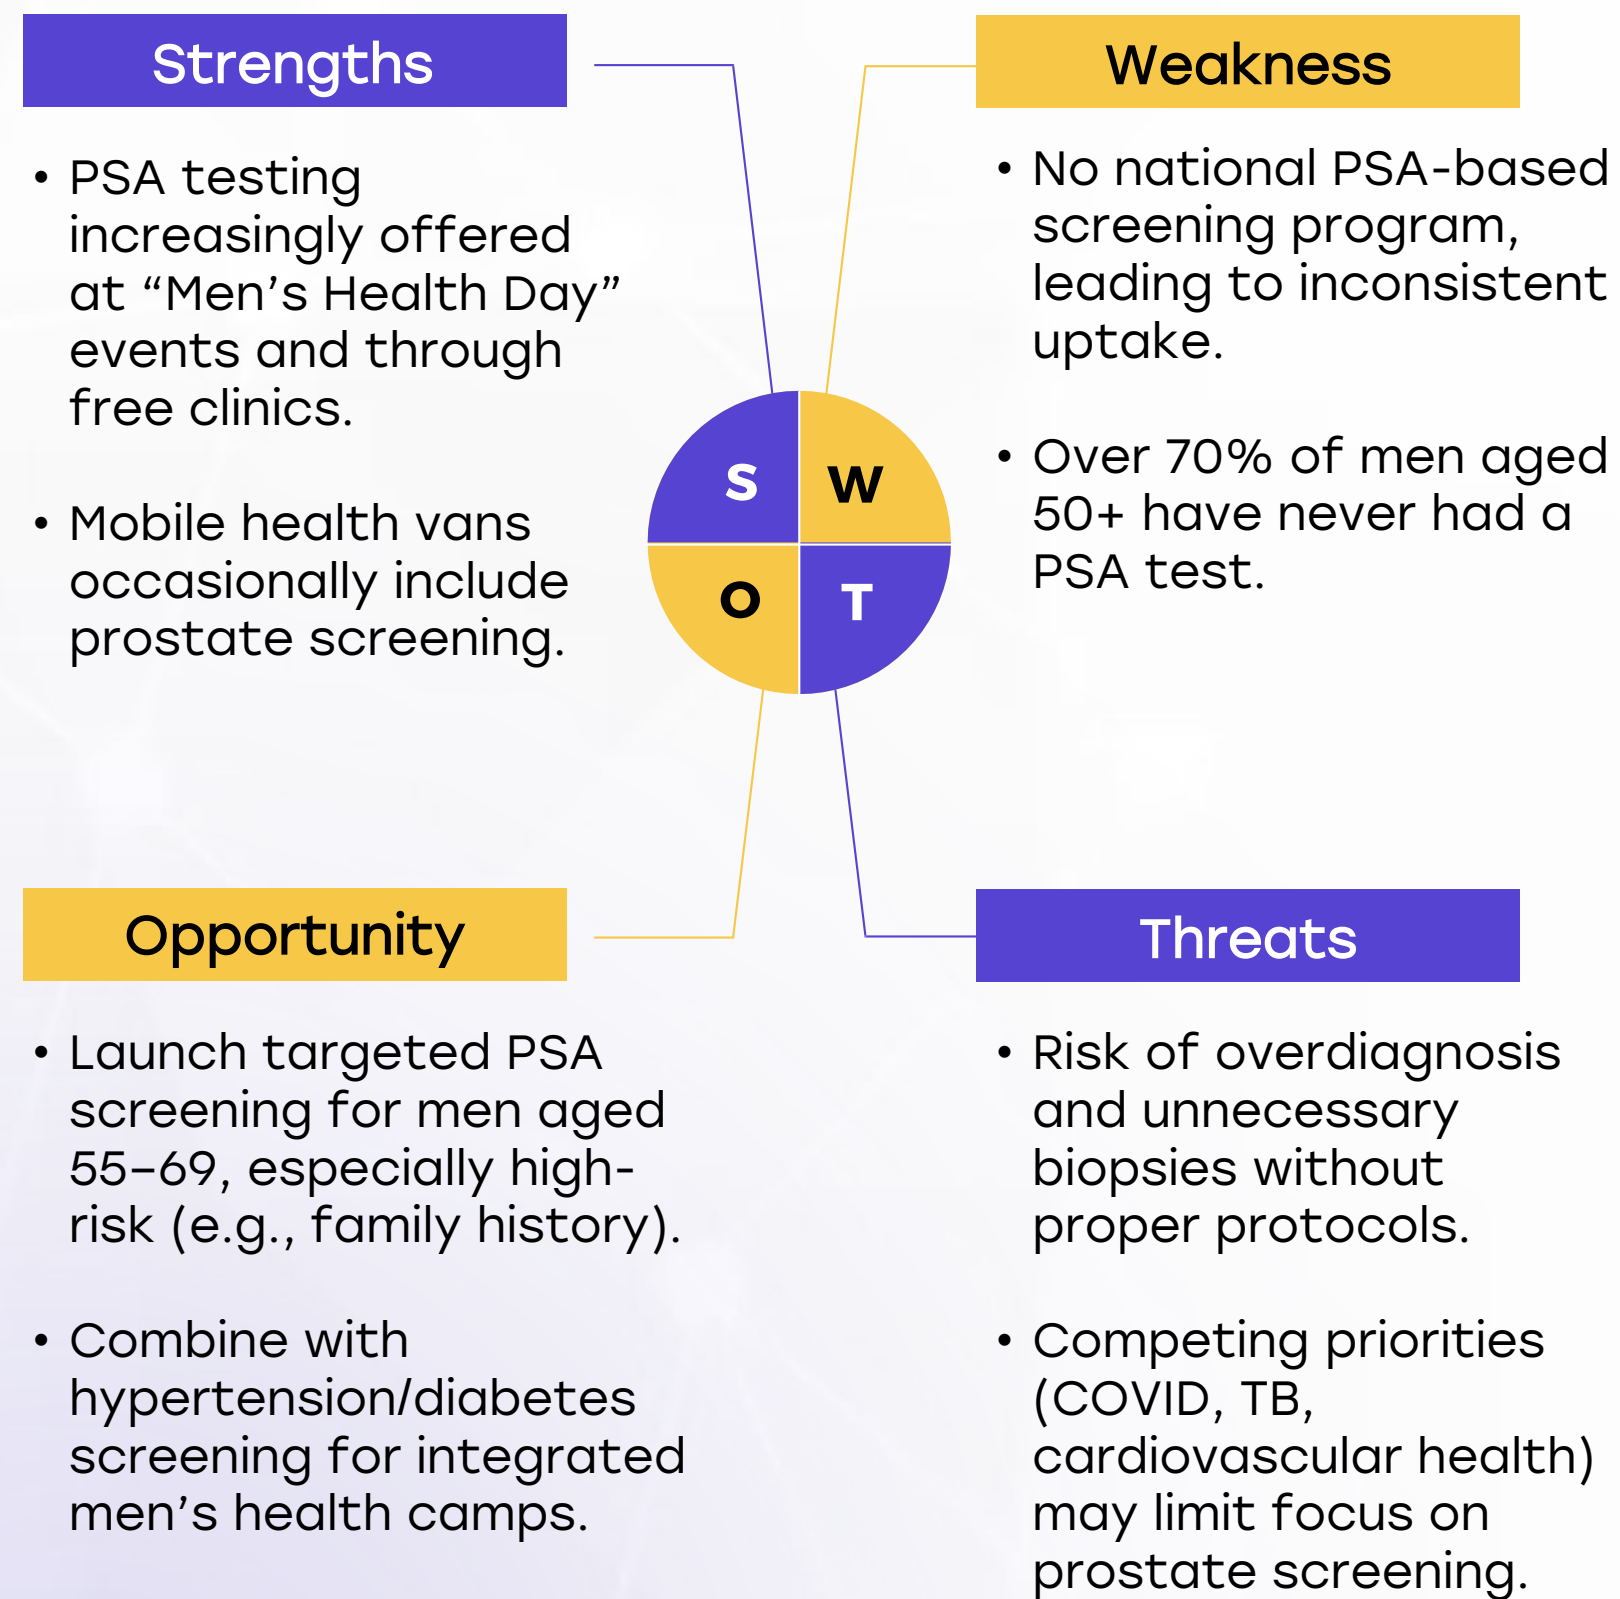 Strengths
• PSA testing
increasingly offered
at “Men’s Health Day”
events and through
free clinics.
• Mobile health vans
occasionally include
prostate screening.
Weakness
• No national PSA-based
screening program,
leading to inconsistent
uptake.
• Over 70% of men aged
50+ have never had a
PSA test.
S
W
O
T
Opportunity
• Launch targeted PSA
screening for men aged
55–69, especially high-
risk (e.g., family history).
• Combine with
hypertension/diabetes
screening for integrated
men’s health camps.
Threats
• Risk of overdiagnosis
and unnecessary
biopsies without
proper protocols.
• Competing priorities
(COVID, TB,
cardiovascular health)
may limit focus on
prostate screening.